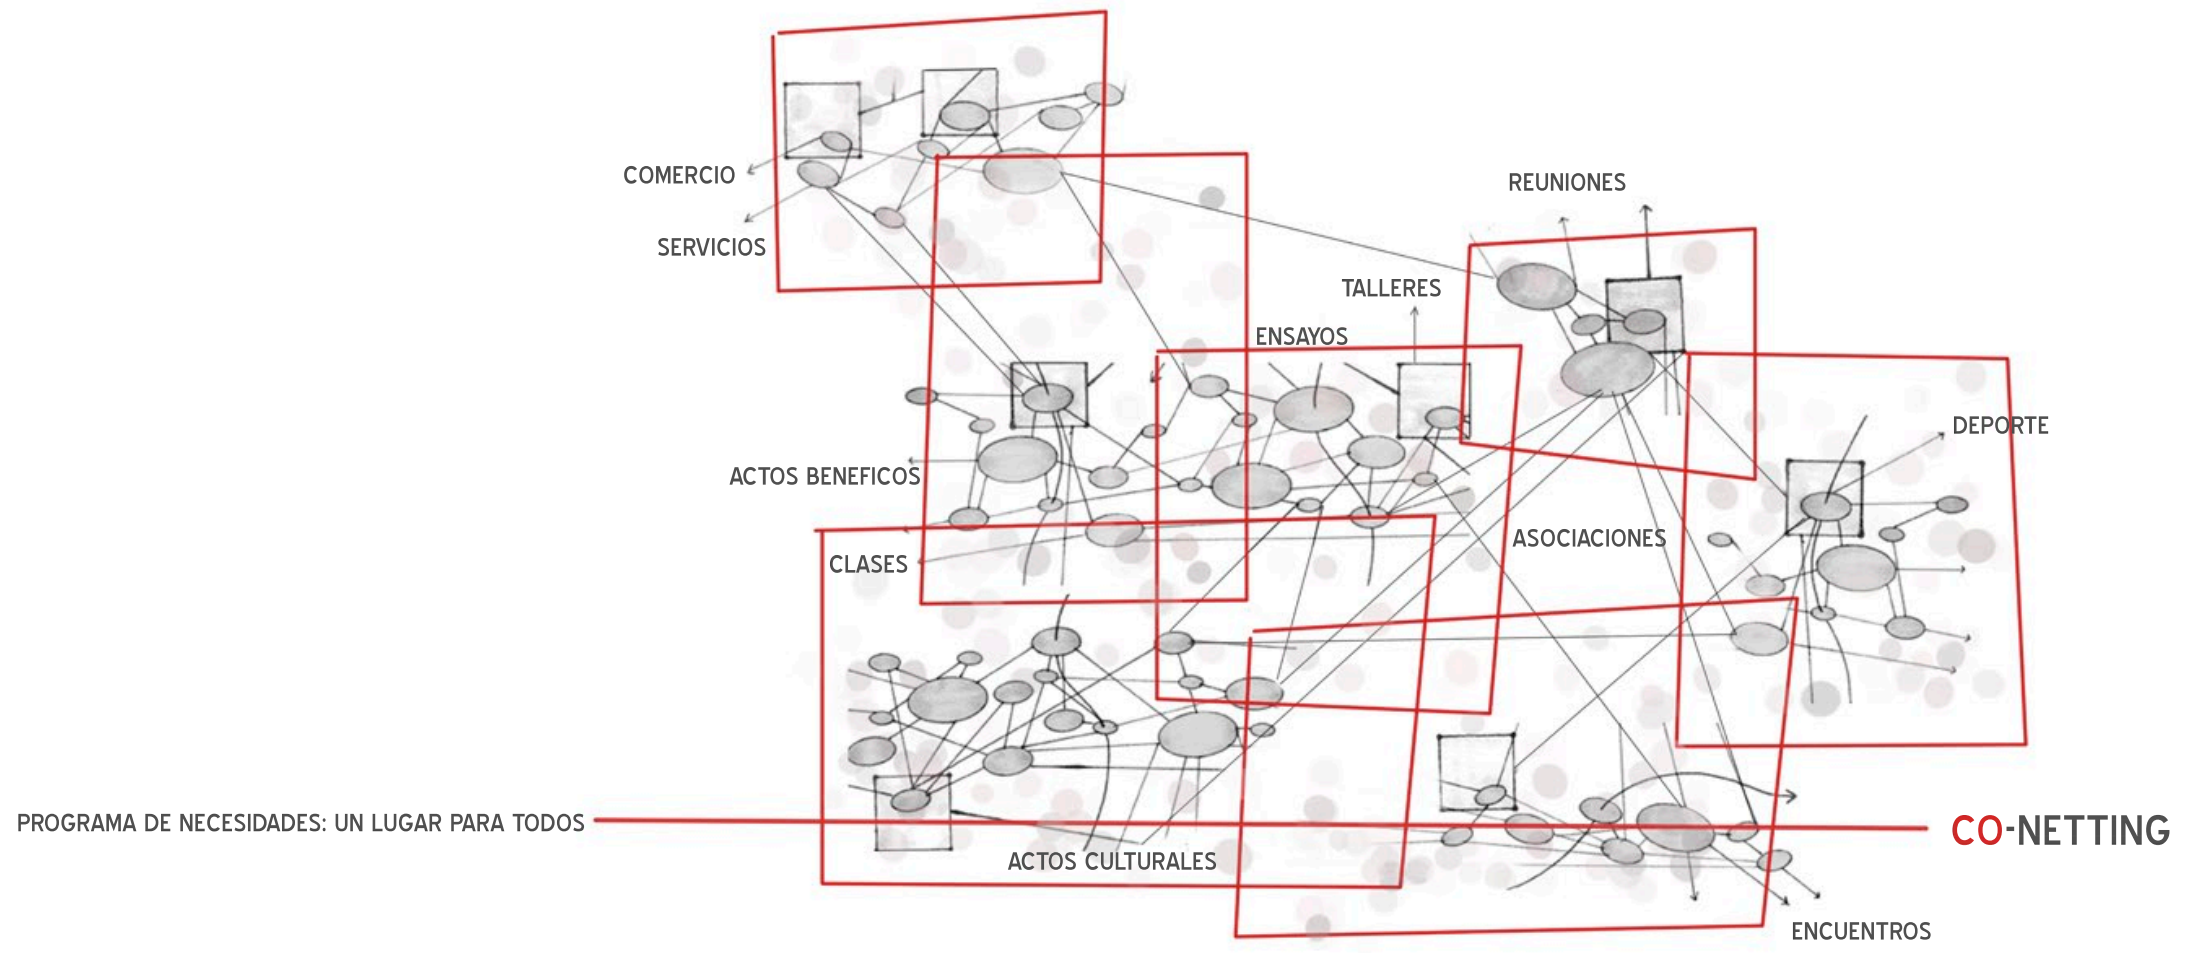 COMERCIO
REUNIONES
SERVICIOS
TALLERES
ENSAYOS
DEPORTE
ACTOS BENEFICOS
ASOCIACIONES
CLASES
PROGRAMA DE NECESIDADES: UN LUGAR PARA TODOS
CO-NETTING
ACTOS CULTURALES
ENCUENTROS